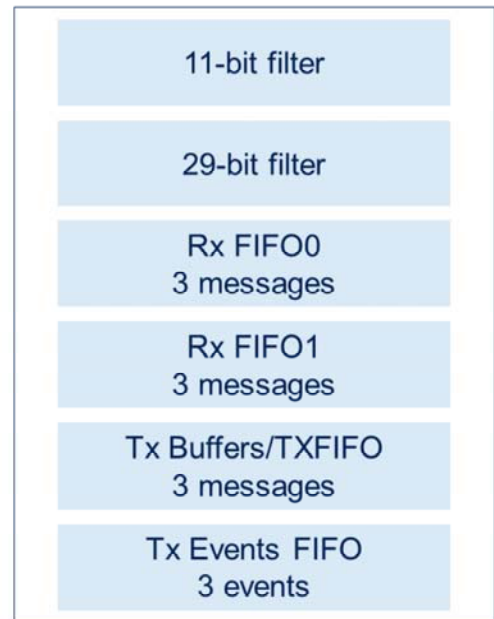 11-bit filter
29-bit filter
Rx FIFO0
3 messages
Rx FIFO1
3 messages
Tx Buffers/TXFIFO
3 messages
Tx Events FIFO
3 events